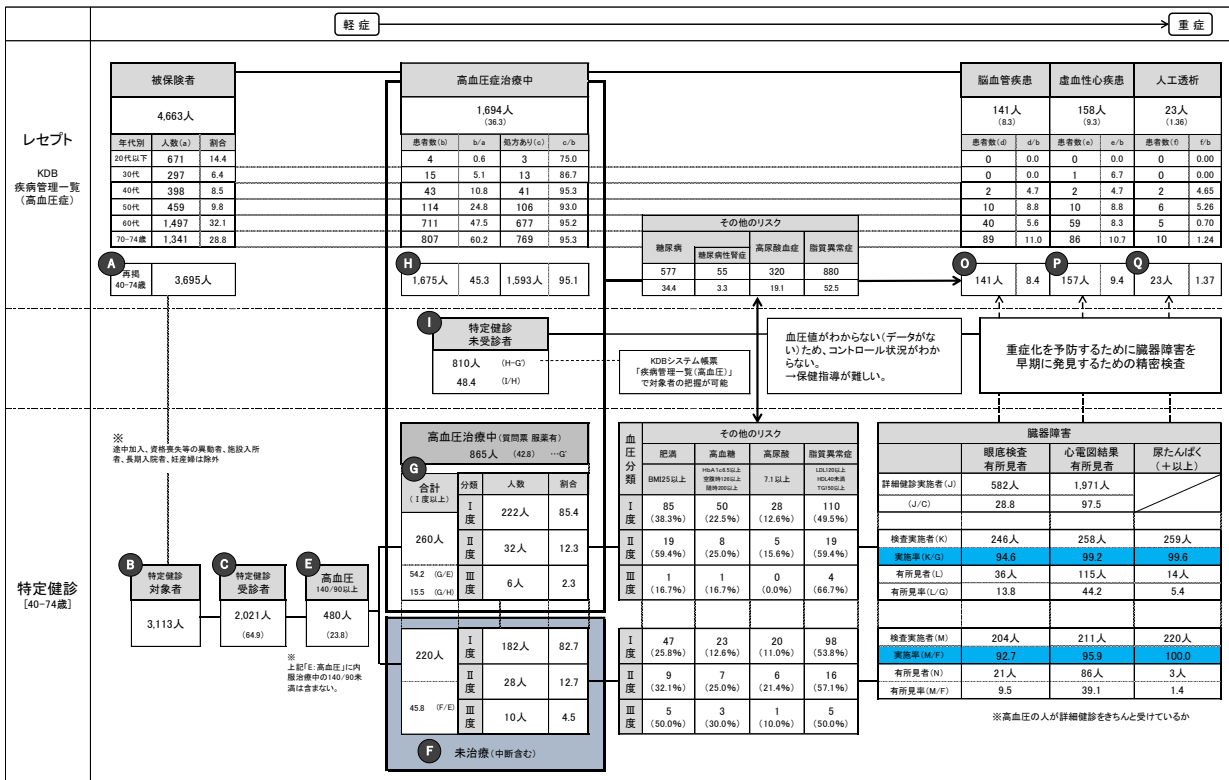 軽症
重症
レセプト
KDB
疾病管理一覧
(高血圧症)
被保険者
4,663人
年代別 人数(a) 割合
20代以下 671 14.4
30代 297 6.4
40代 398 8.5
50代 459 9.8
60代 1,497 32.1
70-74歳 1,341 28.8
A
再掲
40-74歳
3,695人
高血圧症治療中
1,694人
(36.3)
患者数(b) b/a 処方あり(c) c/b
4 0.6 3 75.0
15 5.1 13 86.7
43 10.8 41 95.3
114 24.8 106 93.0
711 47.5 677 95.2
807 60.2 769 95.3
H
1,675人 45.3 1,593人 95.1
その他のリスク
糖尿病 糖尿病性腎症 高尿酸血症 脂質異常症
577 55 320 880
34.4 3.3 19.1 52.5
脳血管疾患 虚血性心疾患 人工透析
141人 158人 23人
(8.3) (9.3) (1.36)
患者数(d) d/b 患者数(e) e/b 患者数(f) f/b
0 0.0 0 0.0 0 0.00
0 0.0 1 6.7 0 0.00
2 4.7 2 4.7 2 4.65
10 8.8 10 8.8 6 5.26
40 5.6 59 8.3 5 0.70
89 11.0 86 10.7 10 1.24
O P Q
141人 8.4 157人 9.4 23人 1.37
I
特定健診
未受診者
810人 (H-G')
48.4 (I/H)
KDBシステム帳票
「疾病管理一覧(高血圧)」
で対象者の把握が可能
血圧値がわからない(データがな
い)ため、コントロール状況がわか
らない。
→保健指導が難しい。
重症化を予防するために臓器障害を
早期に発見するための精密検査
特定健診
[40-74歳]
※
途中加入、資格喪失等の異動者、施設入所
者、長期入院者、妊産婦は除外
B
特定健診
対象者
3,113人
C
特定健診
受診者
2,021人
(64.9)
E
高血圧
140/90以上
480人
(23.8)
※
上記「E:高血圧」に内
服治療中の140/90未
満は含まない。
高血圧治療中(質問票 服薬有)
865人 (42.8) …G'
G
合計
(Ⅰ度以上)
分類 人数 割合
260人
54.2 (G/E)
15.5 (G/H)
Ⅰ度 222人 85.4
Ⅱ度 32人 12.3
Ⅲ度 6人 2.3
220人
45.8 (F/E)
Ⅰ度 182人 82.7
Ⅱ度 28人 12.7
Ⅲ度 10人 4.5
F 未治療(中断含む)
血圧分類
その他のリスク
肥満 高血糖 高尿酸 脂質異常症
BMI25以上
HbA1c6.5以上
空腹時126以上
随時200以上
7.1以上
LDL120以上
HDL40未満
TG150以上
Ⅰ度 85 50 28 110
(38.3%) (22.5%) (12.6%) (49.5%)
Ⅱ度 19 8 5 19
(59.4%) (25.0%) (15.6%) (59.4%)
Ⅲ度 1 1 0 4
(16.7%) (16.7%) (0.0%) (66.7%)
Ⅰ度 47 23 20 98
(25.8%) (12.6%) (11.0%) (53.8%)
Ⅱ度 9 7 6 16
(32.1%) (25.0%) (21.4%) (57.1%)
Ⅲ度 5 3 1 5
(50.0%) (30.0%) (10.0%) (50.0%)
臓器障害
眼底検査
有所見者
心電図結果
有所見者
尿たんぱく
(+以上)
詳細健診実施者(J) 582人 1,971人
(J/C) 28.8 97.5
検査実施者(K) 246人 258人 259人
実施率(K/G) 94.6 99.2 99.6
有所見者(L) 36人 115人 14人
有所見率(L/G) 13.8 44.2 5.4
検査実施者(M) 204人 211人 220人
実施率(M/F) 92.7 95.9 100.0
有所見者(N) 21人 86人 3人
有所見率(M/F) 9.5 39.1 1.4
※高血圧の人が詳細健診をきちんと受けているか